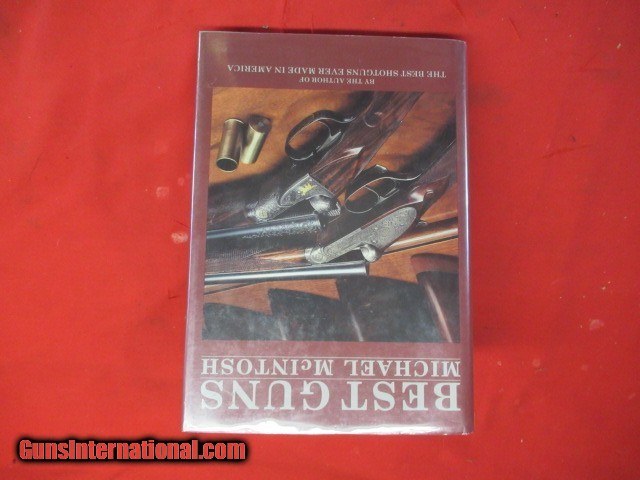 BEST GUNS
MICHAEL McINTOSH
BY THE AUTHOR OF
THE BEST SHOTGUNS EVER MADE IN AMERICA
GunsInternational.com